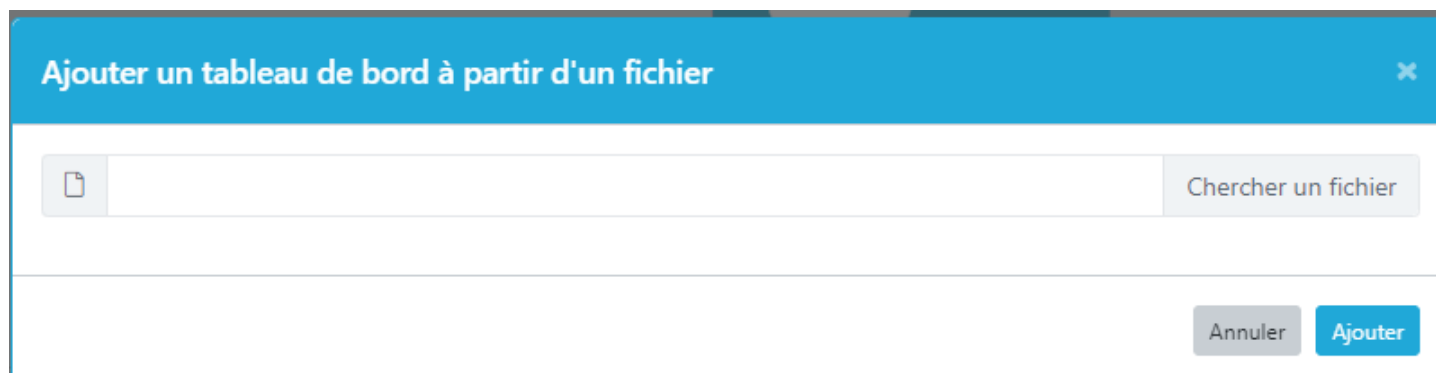 Ajouter un tableau de bord à partir d'un fichier
Chercher un fichier
Annuler Ajouter